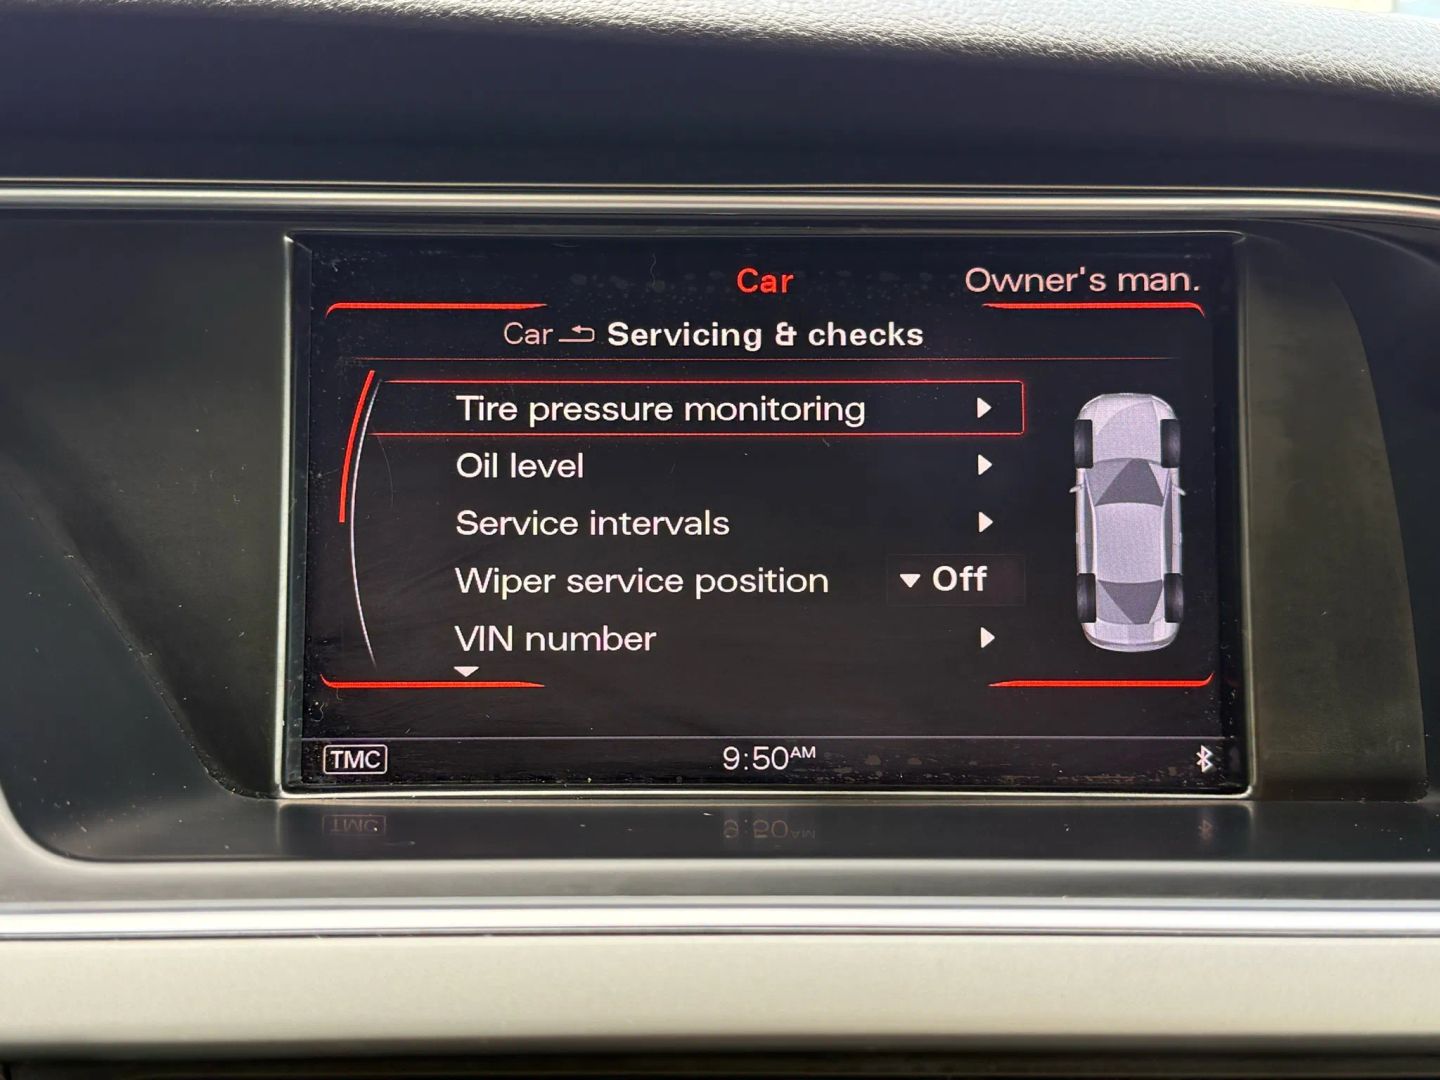 Car Owner's man.
Car Servicing & checks
Tire pressure monitoring
Oil level
Service intervals
Wiper service position Off
VIN number
TMC 9:50AM